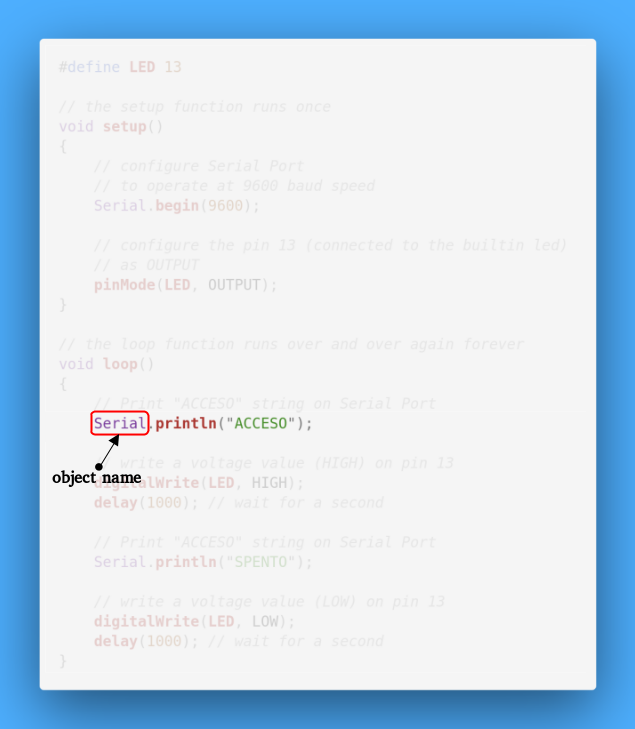 #define LED 13
// the setup function runs once
void setup()
{
// configure Serial Port
// to operate at 9600 baud speed
Serial.begin(9600);
// configure the pin 13 (connected to the builtin led)
// as OUTPUT
pinMode(LED, OUTPUT);
}
// the loop function runs over and over again forever
void loop()
{
// Print "ACCESO" string on Serial Port
Serial.println("ACCESO");
// write a voltage value (HIGH) on pin 13
object name
digitalWrite(LED, HIGH);
delay(1000); // wait for a second
// Print "ACCESO" string on Serial Port
Serial.println("SPENTO");
// write a voltage value (LOW) on pin 13
digitalWrite(LED, LOW);
delay(1000); // wait for a second
}